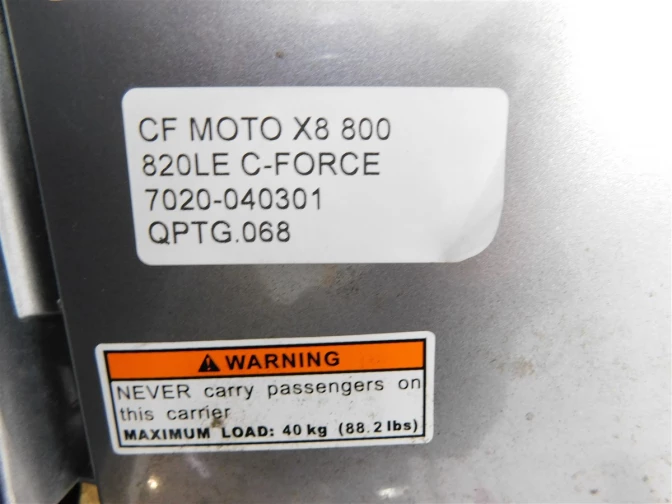 CF MOTO X8 800
820LE C-FORCE
7020-040301
QPTG.068
WARNING
NEVER carry passengers on
this carrier
MAXIMUM LOAD: 40 kg (88.2 lbs)